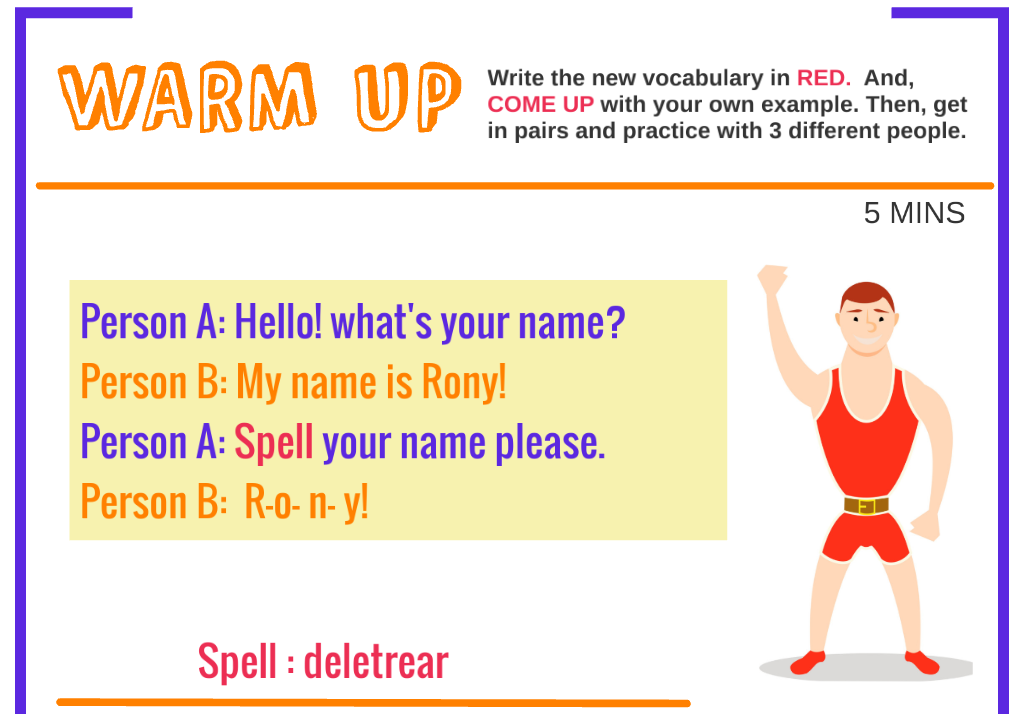 WARM UP
Write the new vocabulary in RED. And,
COME UP with your own example. Then, get
in pairs and practice with 3 different people.
5 MINS
Person A: Hello! what's your name?
Person B: My name is Rony!
Person A: Spell your name please.
Person B: R-o- n- y!
Spell : deletrear